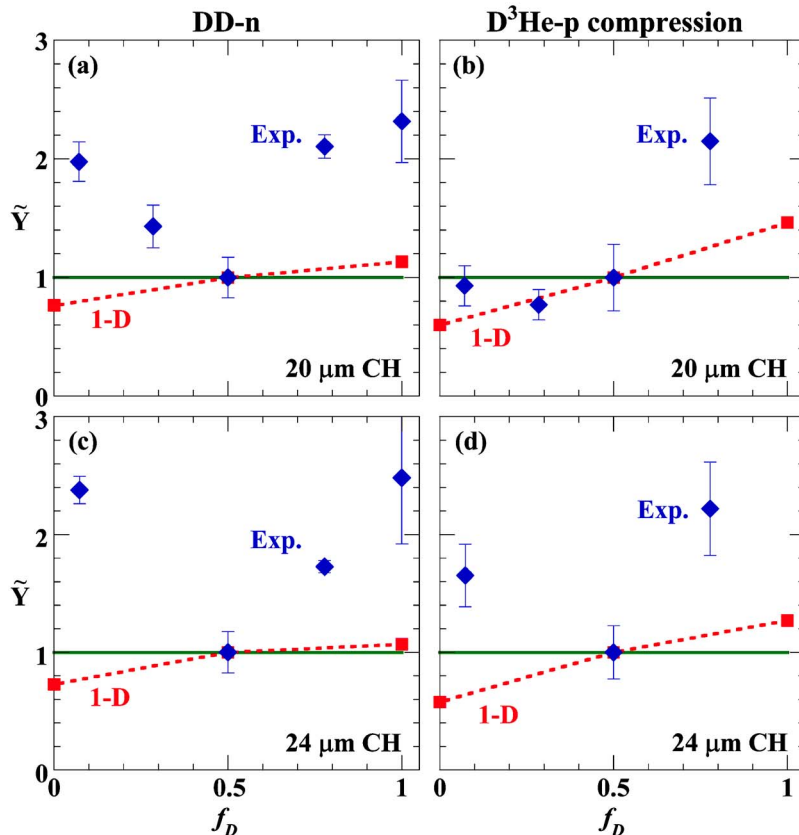 DD-n
D³He-p compression
3
(a)
(b)
Exp.
Exp.
2
Ỹ
1
1-D
1-D
20 μm CH
20 μm CH
0
3
(c)
(d)
Exp.
Exp.
2
Ỹ
1
1-D
1-D
24 μm CH
24 μm CH
0
0
0.5
1
0
0.5
1
f_D
f_D